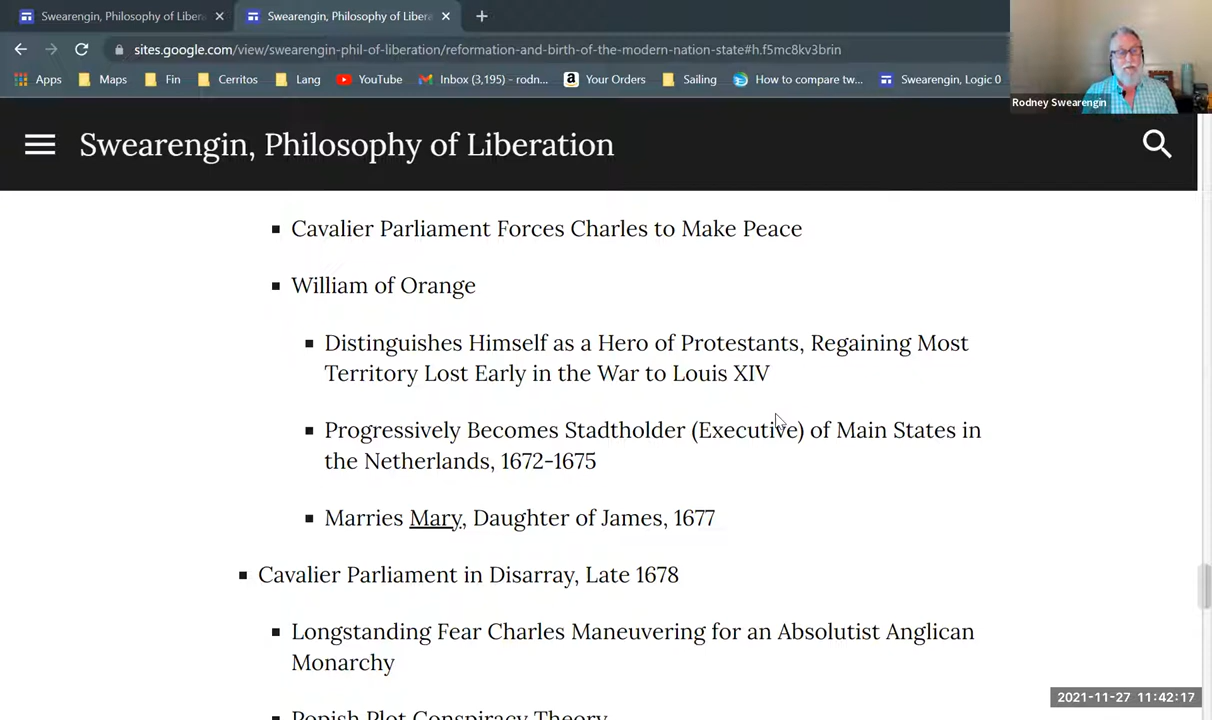 Swearengin, Philosophy of Libera
Swearengin, Philosophy of Libera
sites.google.com/view/swearengin-phil-of-liberation/reformation-and-birth-of-the-modern-nation-state#h.f5mc8kv3brin
Apps Maps Fin Cerritos Lang YouTube Inbox (3,195) - rodn... Your Orders Sailing How to compare tw... Swearengin, Logic 0
Rodney Swearengin
Swearengin, Philosophy of Liberation
Cavalier Parliament Forces Charles to Make Peace
William of Orange
Distinguishes Himself as a Hero of Protestants, Regaining Most
Territory Lost Early in the War to Louis XIV
Progressively Becomes Stadtholder (Executive) of Main States in
the Netherlands, 1672-1675
Marries Mary, Daughter of James, 1677
Cavalier Parliament in Disarray, Late 1678
Longstanding Fear Charles Maneuvering for an Absolutist Anglican
Monarchy
Popish Plot Conspiracy Theory
2021-11-27 11:42:17